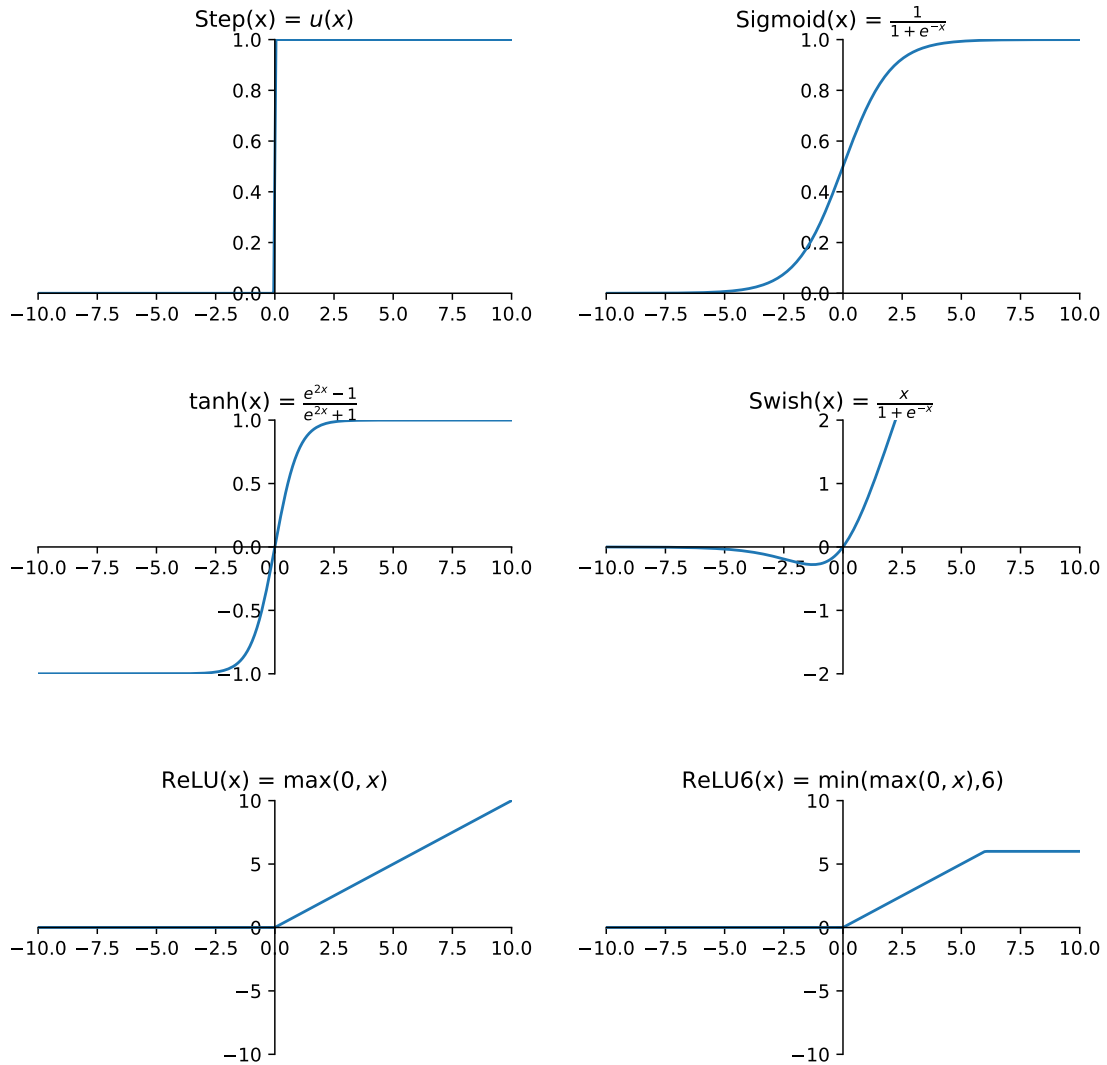 Step(x) = u(x)
1.0
0.8
0.6
0.4
0.2
0.0
−10.0 −7.5 −5.0 −2.5 0.0 2.5 5.0 7.5 10.0
Sigmoid(x) = 1 / (1 + e^{−x})
1.0
0.8
0.6
0.4
0.2
0.0
−10.0 −7.5 −5.0 −2.5 0.0 2.5 5.0 7.5 10.0
tanh(x) = (e^{2x} − 1) / (e^{2x} + 1)
1.0
0.5
0.0
−10.0 −7.5 −5.0 −2.5 0.0 2.5 5.0 7.5 10.0
−0.5
−1.0
Swish(x) = x / (1 + e^{−x})
2
1
0
−10.0 −7.5 −5.0 −2.5 0.0 2.5 5.0 7.5 10.0
−1
−2
ReLU(x) = max(0, x)
10
5
0
−10.0 −7.5 −5.0 −2.5 0.0 2.5 5.0 7.5 10.0
−5
−10
ReLU6(x) = min(max(0, x),6)
10
5
0
−10.0 −7.5 −5.0 −2.5 0.0 2.5 5.0 7.5 10.0
−5
−10